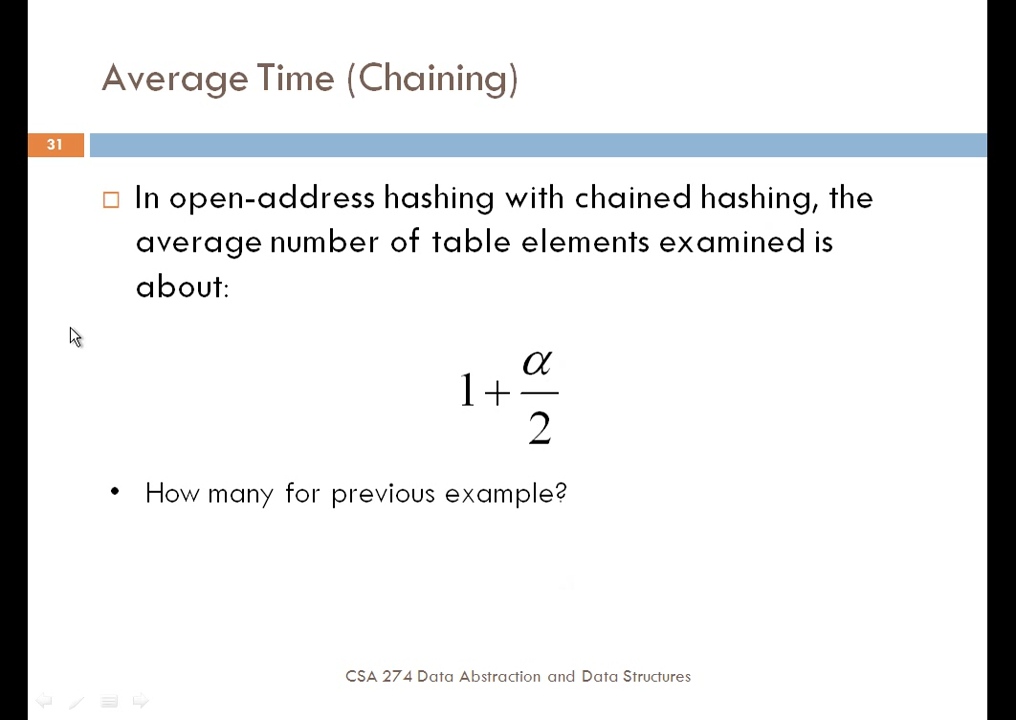 Average Time (Chaining)
31
In open-address hashing with chained hashing, the
average number of table elements examined is
about:
1 + α/2
• How many for previous example?
CSA 274 Data Abstraction and Data Structures